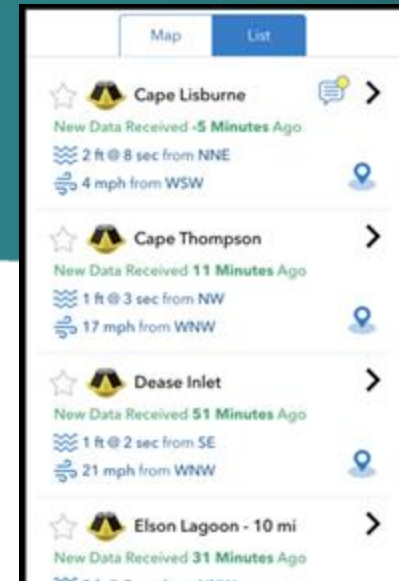 Map List
Cape Lisburne
New Data Received -5 Minutes Ago
2 ft @ 8 sec from NNE
4 mph from WSW
Cape Thompson
New Data Received 11 Minutes Ago
1 ft @ 3 sec from NW
17 mph from WNW
Dease Inlet
New Data Received 51 Minutes Ago
1 ft @ 2 sec from SE
21 mph from WNW
Elson Lagoon - 10 mi
New Data Received 31 Minutes Ago